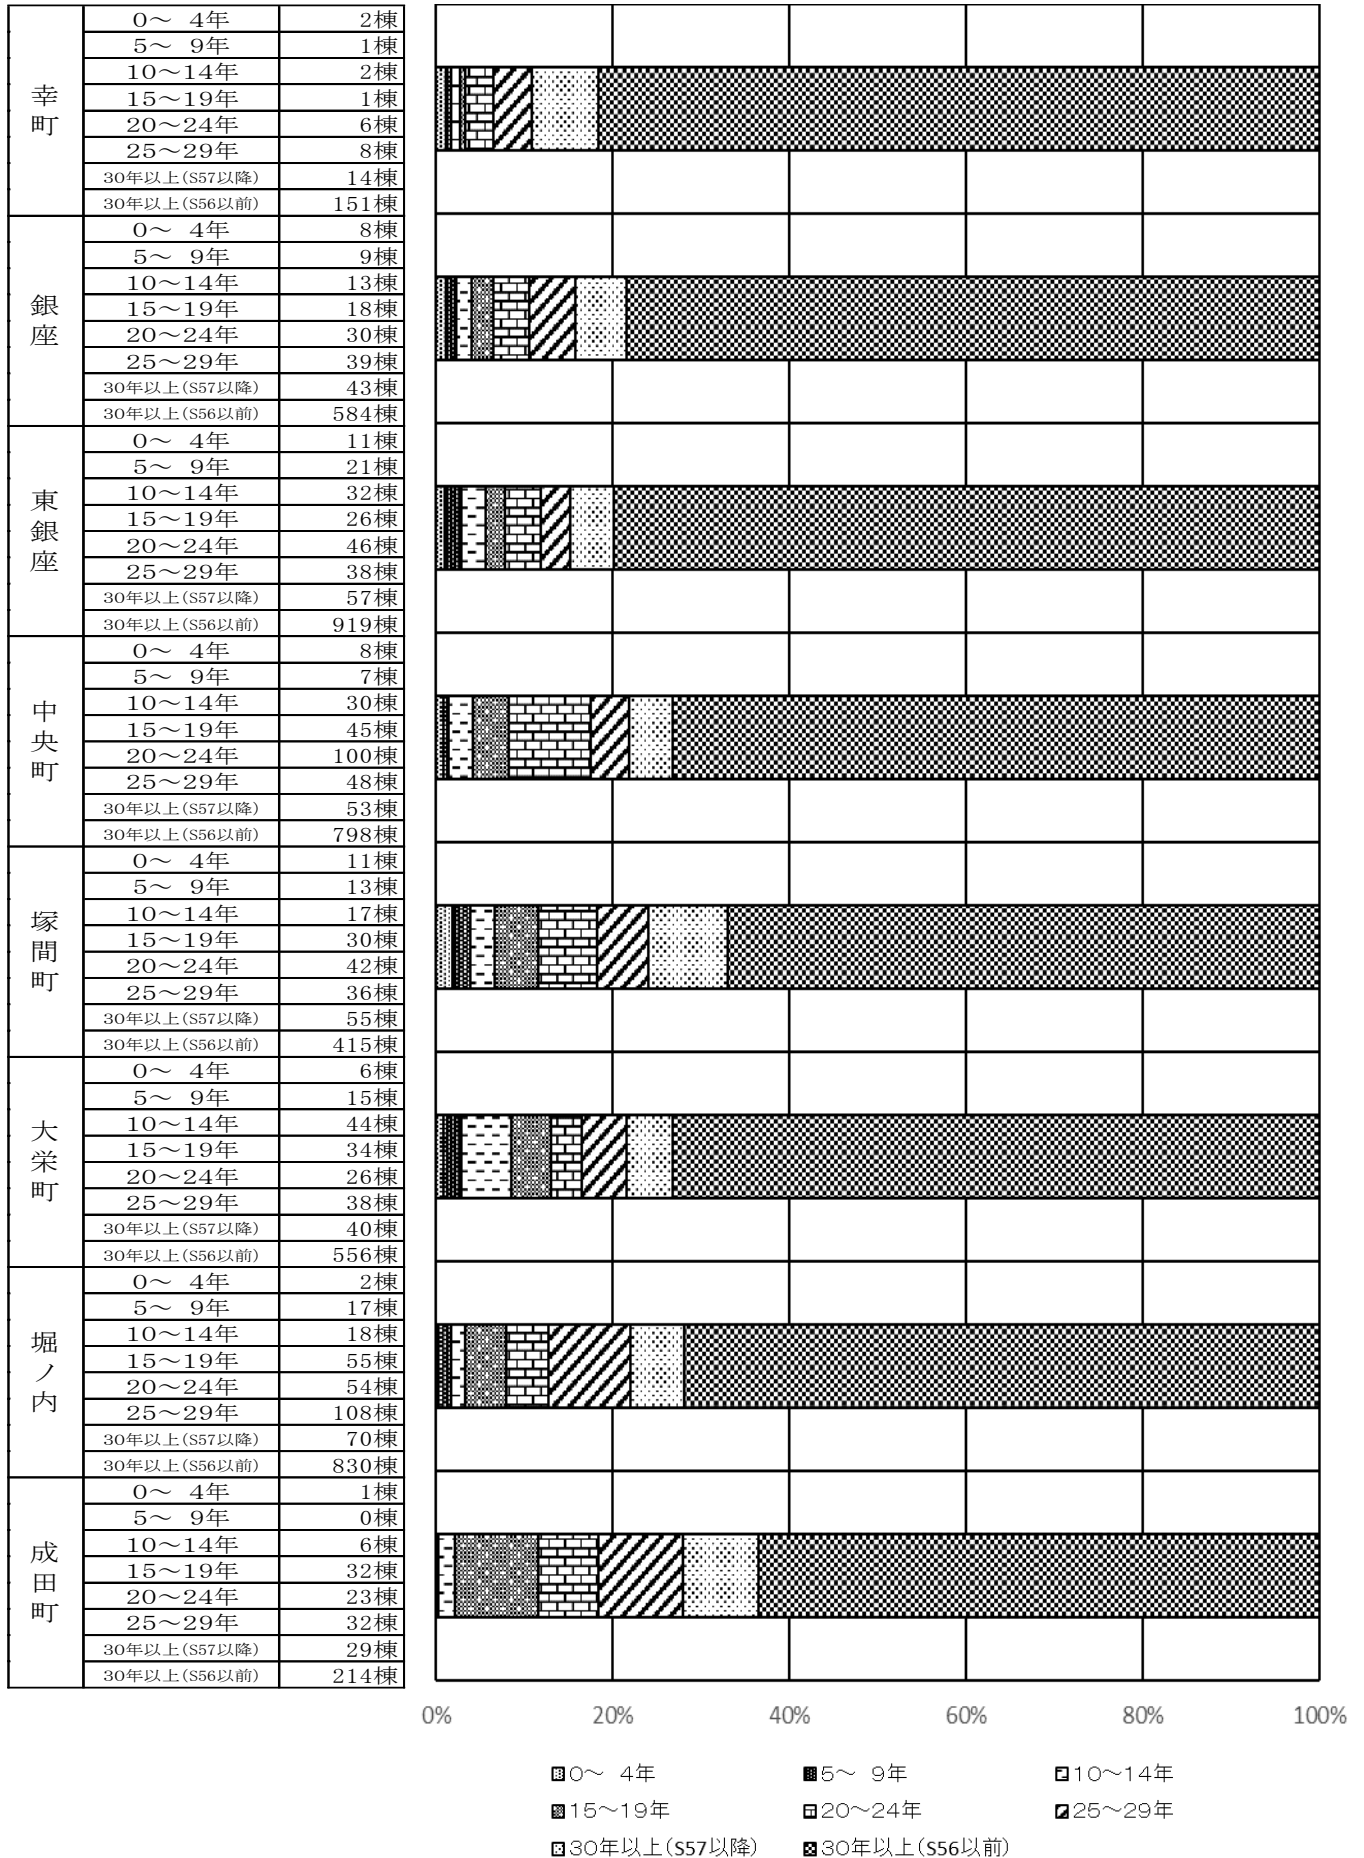 幸町
0～ 4年 2棟
5～ 9年 1棟
10～14年 2棟
15～19年 1棟
20～24年 6棟
25～29年 8棟
30年以上(S57以降) 14棟
30年以上(S56以前) 151棟
銀座
0～ 4年 8棟
5～ 9年 9棟
10～14年 13棟
15～19年 18棟
20～24年 30棟
25～29年 39棟
30年以上(S57以降) 43棟
30年以上(S56以前) 584棟
東銀座
0～ 4年 11棟
5～ 9年 21棟
10～14年 32棟
15～19年 26棟
20～24年 46棟
25～29年 38棟
30年以上(S57以降) 57棟
30年以上(S56以前) 919棟
中央町
0～ 4年 8棟
5～ 9年 7棟
10～14年 30棟
15～19年 45棟
20～24年 100棟
25～29年 48棟
30年以上(S57以降) 53棟
30年以上(S56以前) 798棟
塚間町
0～ 4年 11棟
5～ 9年 13棟
10～14年 17棟
15～19年 30棟
20～24年 42棟
25～29年 36棟
30年以上(S57以降) 55棟
30年以上(S56以前) 415棟
大栄町
0～ 4年 6棟
5～ 9年 15棟
10～14年 44棟
15～19年 34棟
20～24年 26棟
25～29年 38棟
30年以上(S57以降) 40棟
30年以上(S56以前) 556棟
堀ノ内
0～ 4年 2棟
5～ 9年 17棟
10～14年 18棟
15～19年 55棟
20～24年 54棟
25～29年 108棟
30年以上(S57以降) 70棟
30年以上(S56以前) 830棟
成田町
0～ 4年 1棟
5～ 9年 0棟
10～14年 6棟
15～19年 32棟
20～24年 23棟
25～29年 32棟
30年以上(S57以降) 29棟
30年以上(S56以前) 214棟
0% 20% 40% 60% 80% 100%
0～ 4年 5～ 9年 10～14年
15～19年 20～24年 25～29年
30年以上(S57以降) 30年以上(S56以前)